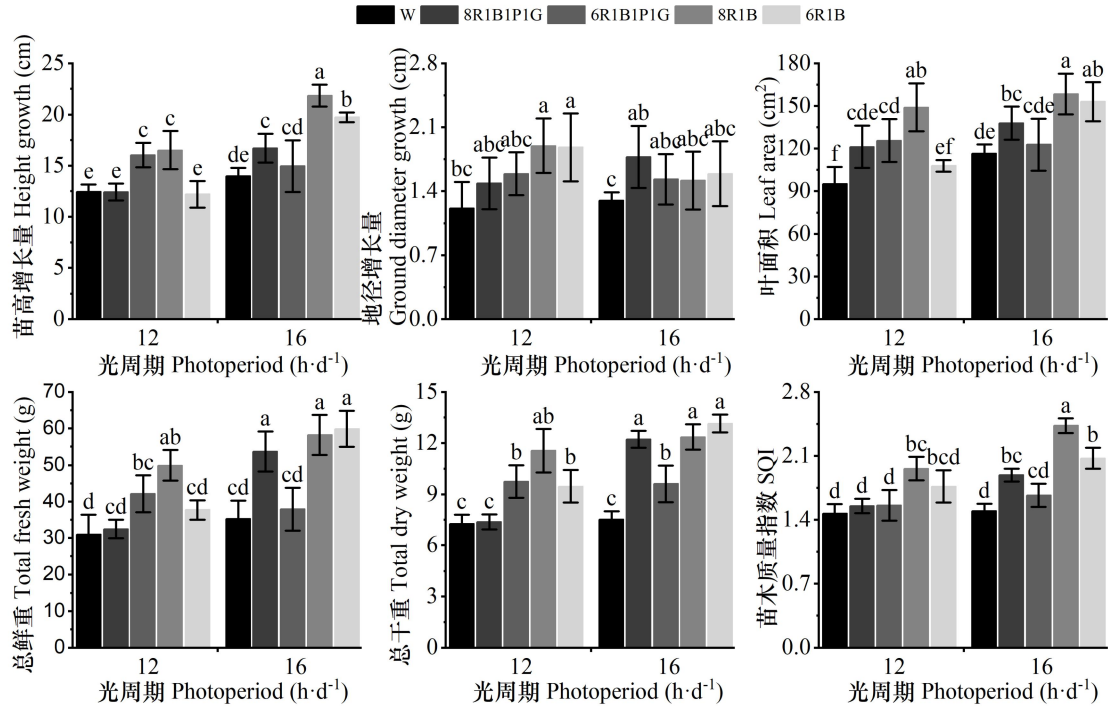 W 8R1B1P1G 6R1B1P1G 8R1B 6R1B
苗高增长量 Height growth (cm)
25
20
15
10
5
0
e e c c e de c cd a b
12 16
光周期 Photoperiod (h·d⁻¹)
地径增长量
Ground diameter growth (cm)
2.8
2.1
1.4
0.7
0.0
bc abc abc a a c ab abc abc abc
12 16
光周期 Photoperiod (h·d⁻¹)
叶面积 Leaf area (cm²)
180
150
120
90
60
30
0
f cde cd ab ef de bc cde a ab
12 16
光周期 Photoperiod (h·d⁻¹)
总鲜重 Total fresh weight (g)
70
60
50
40
30
20
10
0
d cd bc ab cd cd a cd a a
12 16
光周期 Photoperiod (h·d⁻¹)
总干重 Total dry weight (g)
15
12
9
6
3
0
c c b ab b c a b a a
12 16
光周期 Photoperiod (h·d⁻¹)
苗木质量指数 SQI
2.8
2.1
1.4
0.7
0.0
d d d bc bcd d bc cd a b
12 16
光周期 Photoperiod (h·d⁻¹)